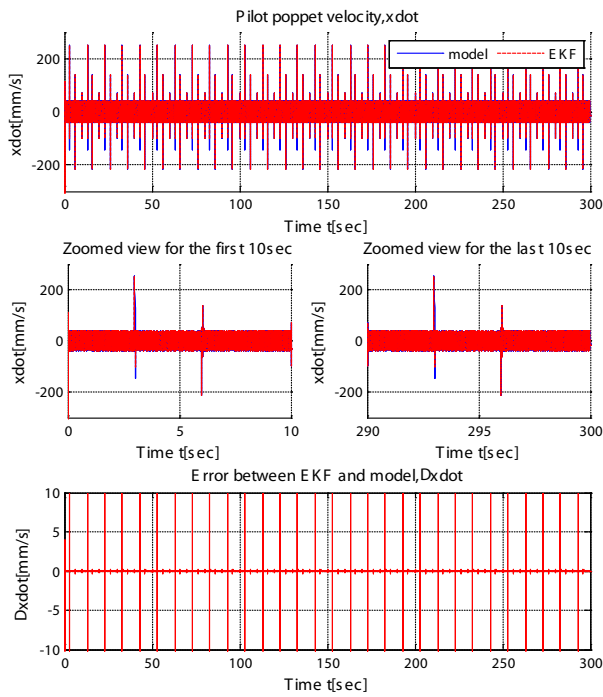 Pilot poppet velocity,xdot
model EKF
200
0
-200
xdot[mm/s]
0 50 100 150 200 250 300
Time t[sec]
Zoomed view for the first 10sec
200
0
-200
xdot[mm/s]
0 5 10
Time t[sec]
Zoomed view for the last 10sec
200
0
-200
xdot[mm/s]
290 295 300
Time t[sec]
Error between EKF and model,Dxdot
10
5
0
-5
-10
Dxdot[mm/s]
0 50 100 150 200 250 300
Time t[sec]